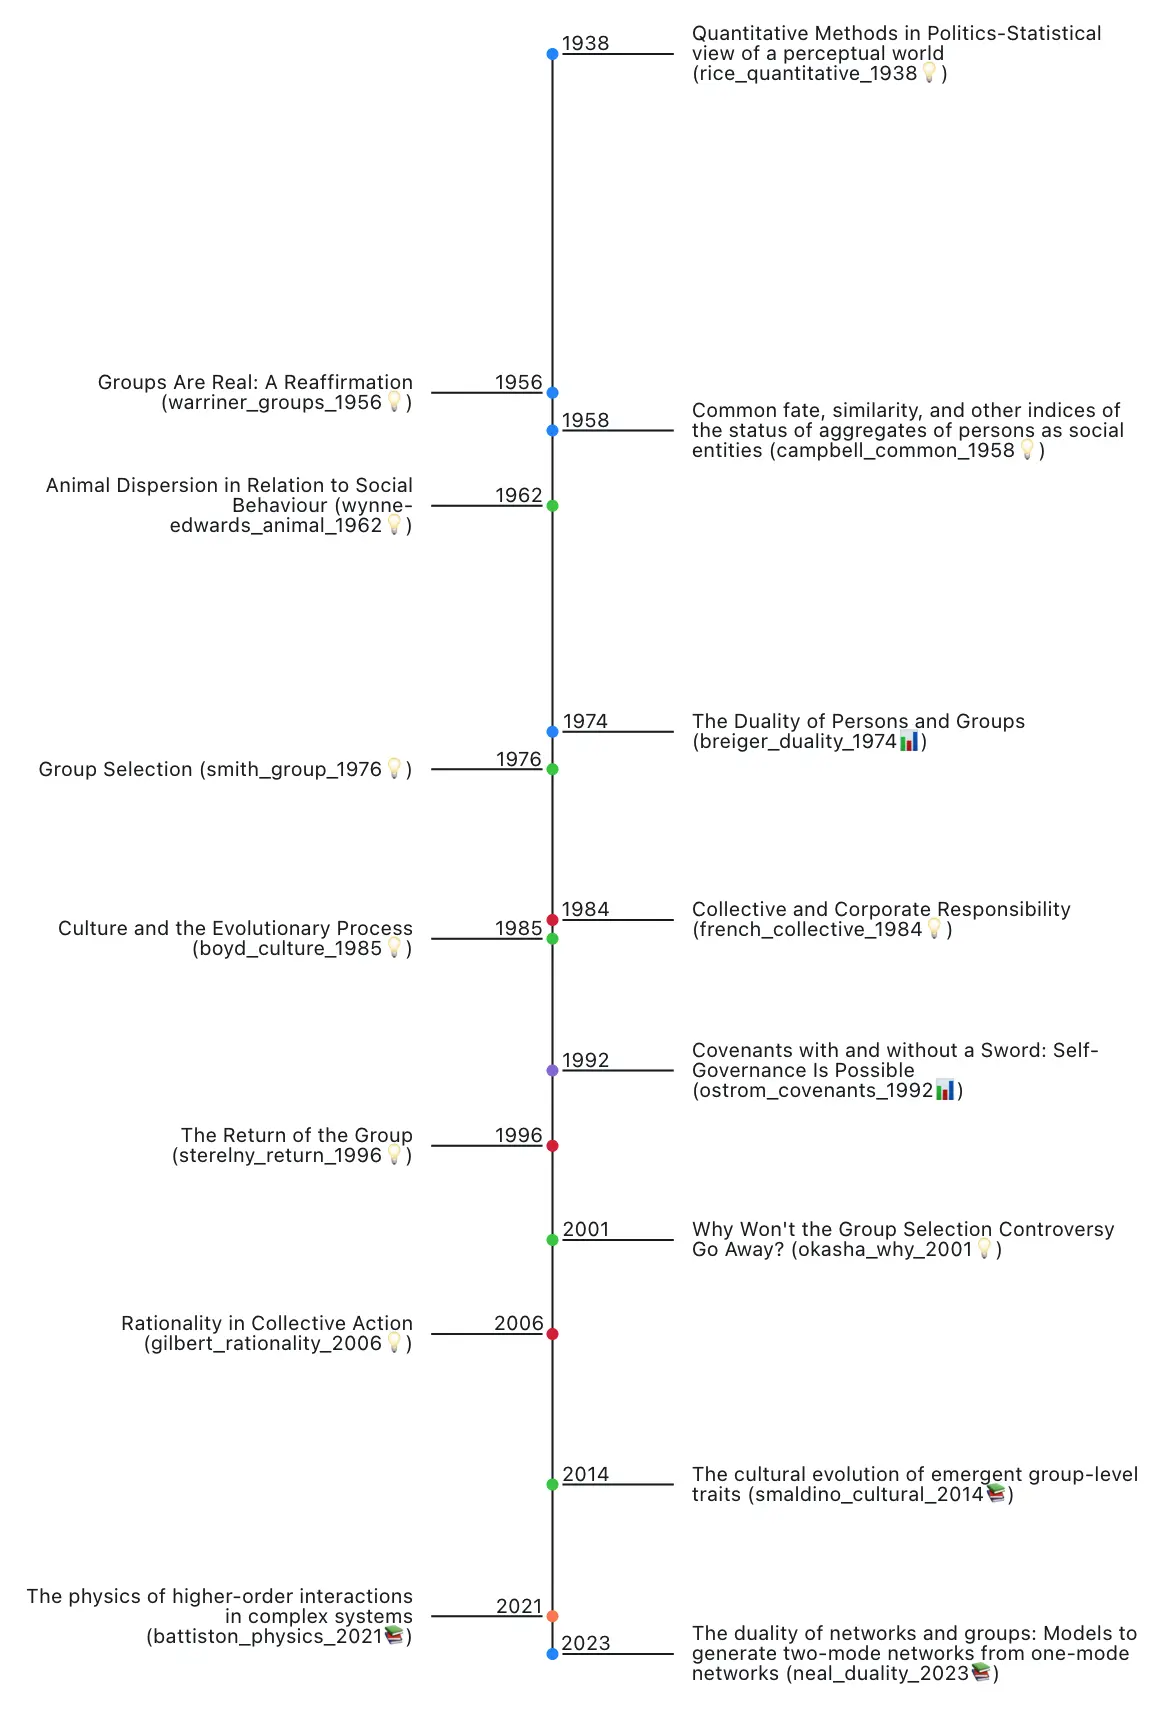 1938
Quantitative Methods in Politics-Statistical
view of a perceptual world
(rice_quantitative_1938💡)
Groups Are Real: A Reaffirmation
(warriner_groups_1956💡)
1956
1958
Common fate, similarity, and other indices of
the status of aggregates of persons as social
entities (campbell_common_1958💡)
Animal Dispersion in Relation to Social
Behaviour (wynne-
edwards_animal_1962💡)
1962
1974
The Duality of Persons and Groups
(breiger_duality_1974📊)
Group Selection (smith_group_1976💡)
1976
1984
Collective and Corporate Responsibility
(french_collective_1984💡)
Culture and the Evolutionary Process
(boyd_culture_1985💡)
1985
1992
Covenants with and without a Sword: Self-
Governance Is Possible
(ostrom_covenants_1992📊)
The Return of the Group
(sterelny_return_1996💡)
1996
2001
Why Won't the Group Selection Controversy
Go Away? (okasha_why_2001💡)
Rationality in Collective Action
(gilbert_rationality_2006💡)
2006
2014
The cultural evolution of emergent group-level
traits (smaldino_cultural_2014📚)
The physics of higher-order interactions
in complex systems
(battiston_physics_2021📚)
2021
2023
The duality of networks and groups: Models to
generate two-mode networks from one-mode
networks (neal_duality_2023📚)